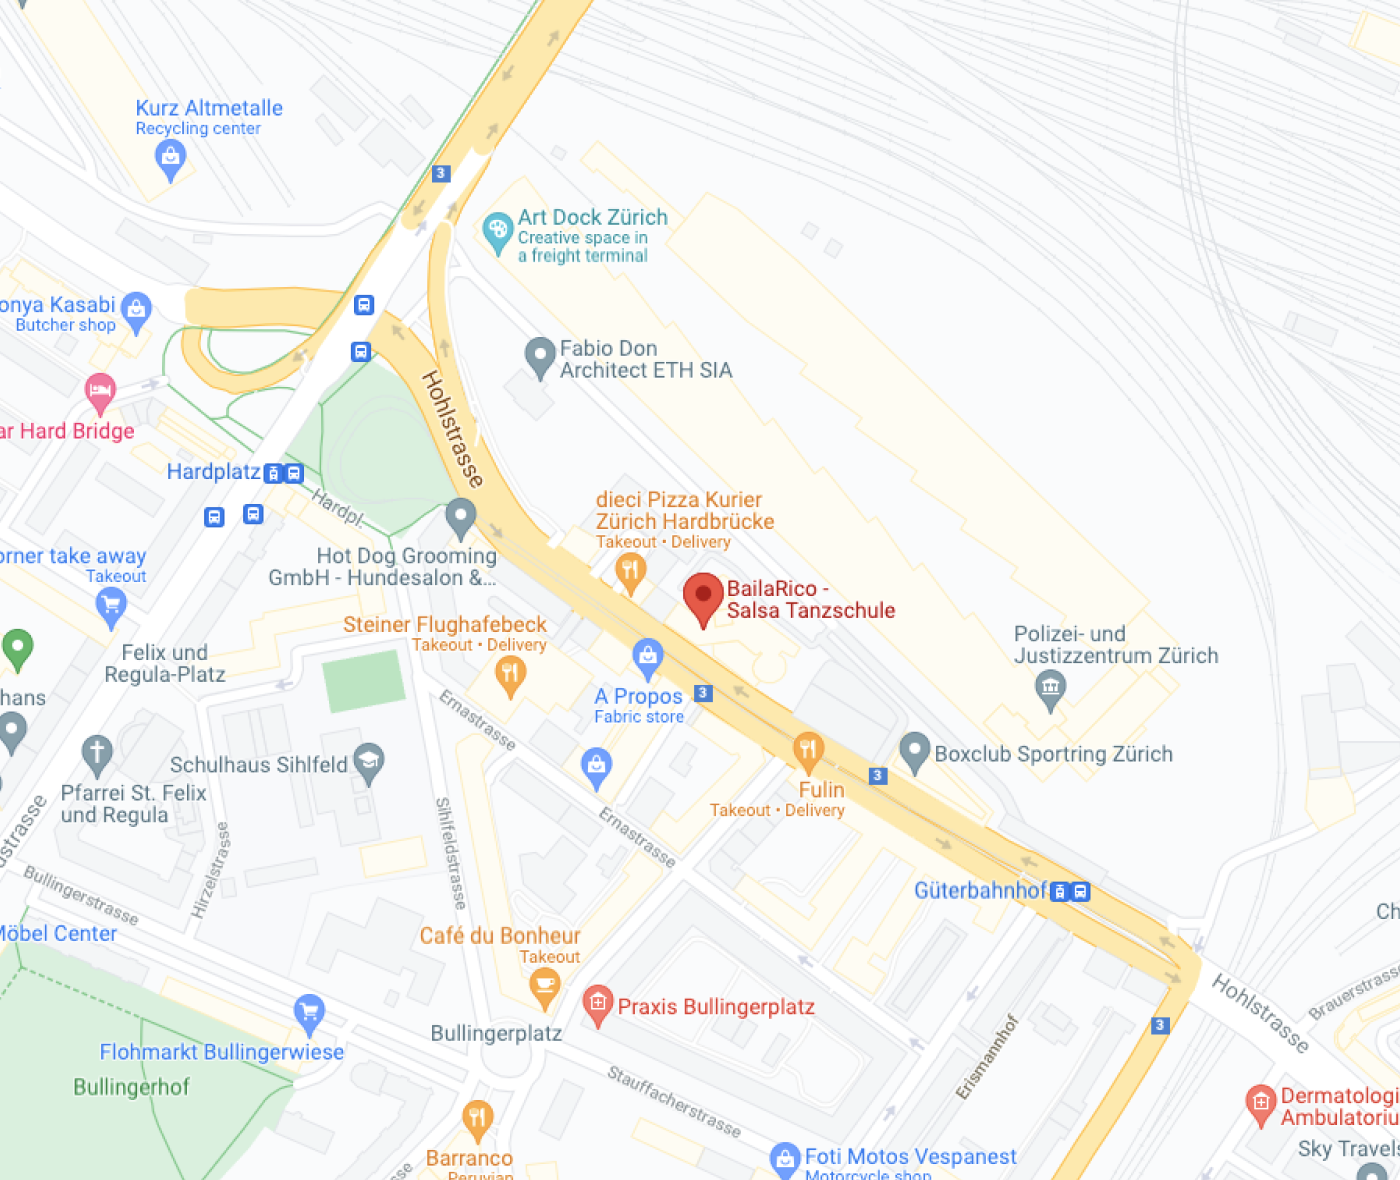 Kurz Altmetalle
Recycling center
3
Art Dock Zürich
Creative space in
a freight terminal
onya Kasabi
Butcher shop
Fabio Don
Architect ETH SIA
Hohlstrasse
ar Hard Bridge
Hardplatz
Hardpl.
dieci Pizza Kurier
Zürich Hardbrücke
Takeout • Delivery
Hot Dog Grooming
GmbH - Hundesalon &...
orner take away
Takeout
BailaRico -
Salsa Tanzschule
Steiner Flughafebeck
Takeout • Delivery
Felix und
Regula-Platz
Polizei- und
Justizzentrum Zürich
hans
A Propos
Fabric store
3
Ernastrasse
Schulhaus Sihlfeld
Boxclub Sportring Zürich
3
Pfarrei St. Felix
und Regula
Fulin
Takeout • Delivery
dstrasse
Sihlfeldstrasse
Ernastrasse
Hirzelstrasse
Bullingerstrasse
Güterbahnhof
Ch
Möbel Center
Café du Bonheur
Takeout
Praxis Bullingerplatz
Hohlstrasse
Brauerstrasse
Bullingerplatz
3
Flohmarkt Bullingerwiese
Erismannhof
Bullingerhof
Stauffacherstrasse
Dermatologi
Ambulatoriu
Barranco
Peruvian
Foti Motos Vespanest
Motorcycle shop
Sky Travels
asse